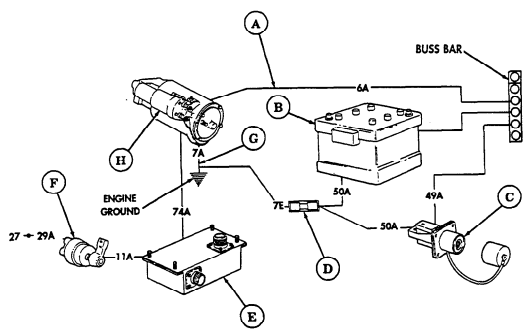 A
BUSS BAR
6A
B
H
7A
G
ENGINE
GROUND
50A
49A
F
74A
7E
C
27 → 29A
50A
D
11A
E